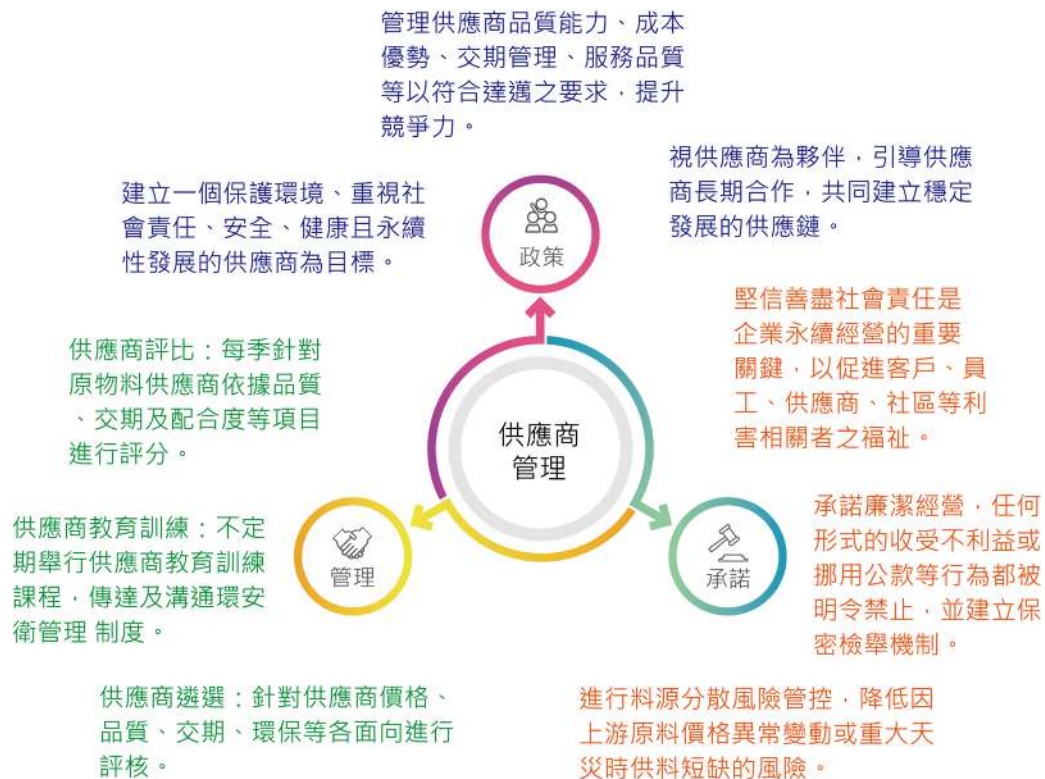 管理供應商品質能力、成本
優勢、交期管理、服務品質
等以符合達邁之要求，提升
競爭力。
建立一個保護環境、重視社
會責任、安全、健康且永續
性發展的供應商為目標。
視供應商為夥伴，引導供應
商長期合作，共同建立穩定
發展的供應鏈。
政策
供應商評比：每季針對
原物料供應商依據品質
、交期及配合度等項目
進行評分。
堅信善盡社會責任是
企業永續經營的重要
關鍵，以促進客戶、員
工、供應商、社區等利
害相關者之福祉。
供應商
管理
供應商教育訓練：不定
期舉行供應商教育訓練
課程，傳達及溝通環安
衛管理 制度。
管理
承諾
承諾廉潔經營，任何
形式的收受不利益或
挪用公款等行為都被
明令禁止，並建立保
密檢舉機制。
供應商遴選：針對供應商價格、
品質、交期、環保等各面向進行
評核。
進行料源分散風險管控，降低因
上游原料價格異常變動或重大天
災時供料短缺的風險。